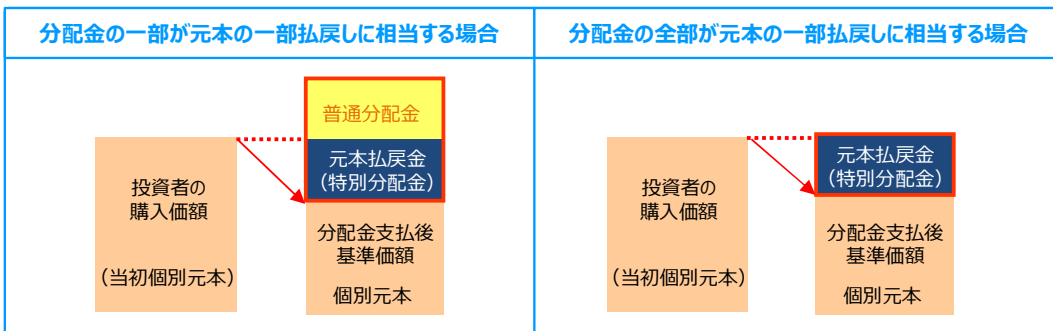 分配金の一部が元本の一部払戻しに相当する場合
普通分配金
元本払戻金
（特別分配金）
投資者の
購入価額
（当初個別元本）
分配金支払後
基準価額
個別元本
分配金の全部が元本の一部払戻しに相当する場合
元本払戻金
（特別分配金）
投資者の
購入価額
（当初個別元本）
分配金支払後
基準価額
個別元本